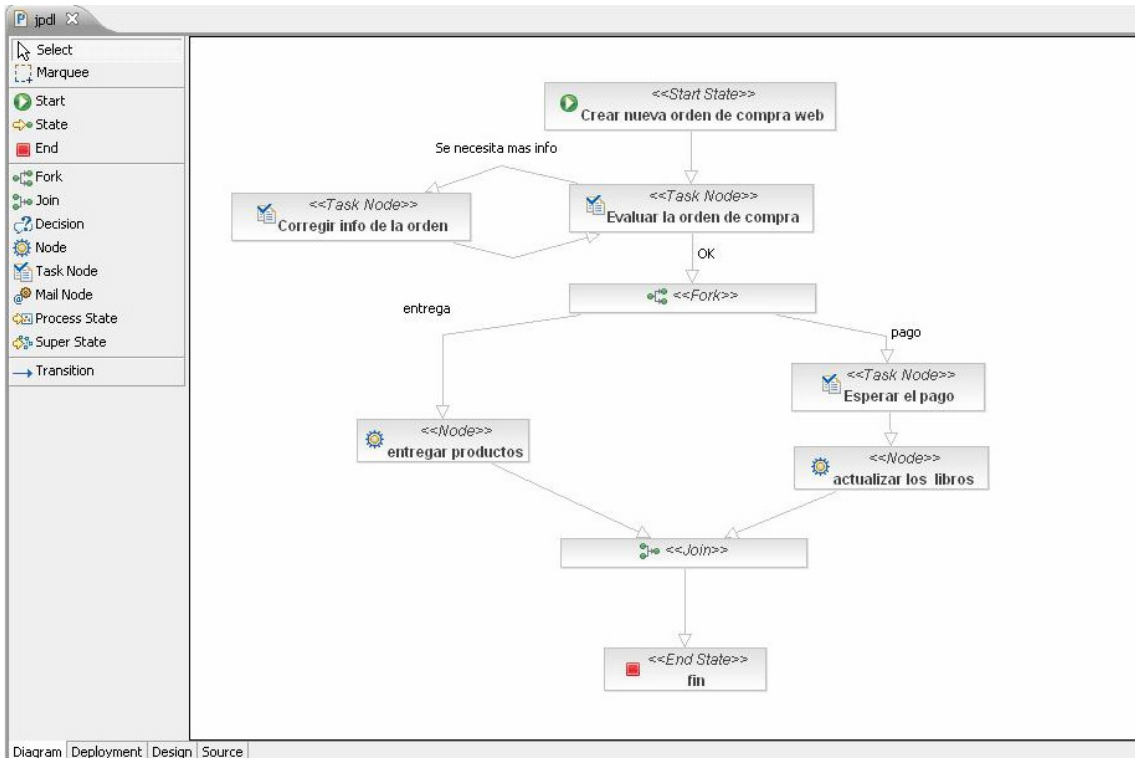 jpdl
Select
Marquee
Start
State
End
Fork
Join
Decision
Node
Task Node
Mail Node
Process State
Super State
Transition
<<Start State>>
Crear nueva orden de compra web
Se necesita mas info
<<Task Node>>
Corregir info de la orden
<<Task Node>>
Evaluar la orden de compra
OK
<<Fork>>
entrega
pago
<<Task Node>>
Esperar el pago
<<Node>>
entregar productos
<<Node>>
actualizar los libros
<<Join>>
<<End State>>
fin
Diagram Deployment Design Source